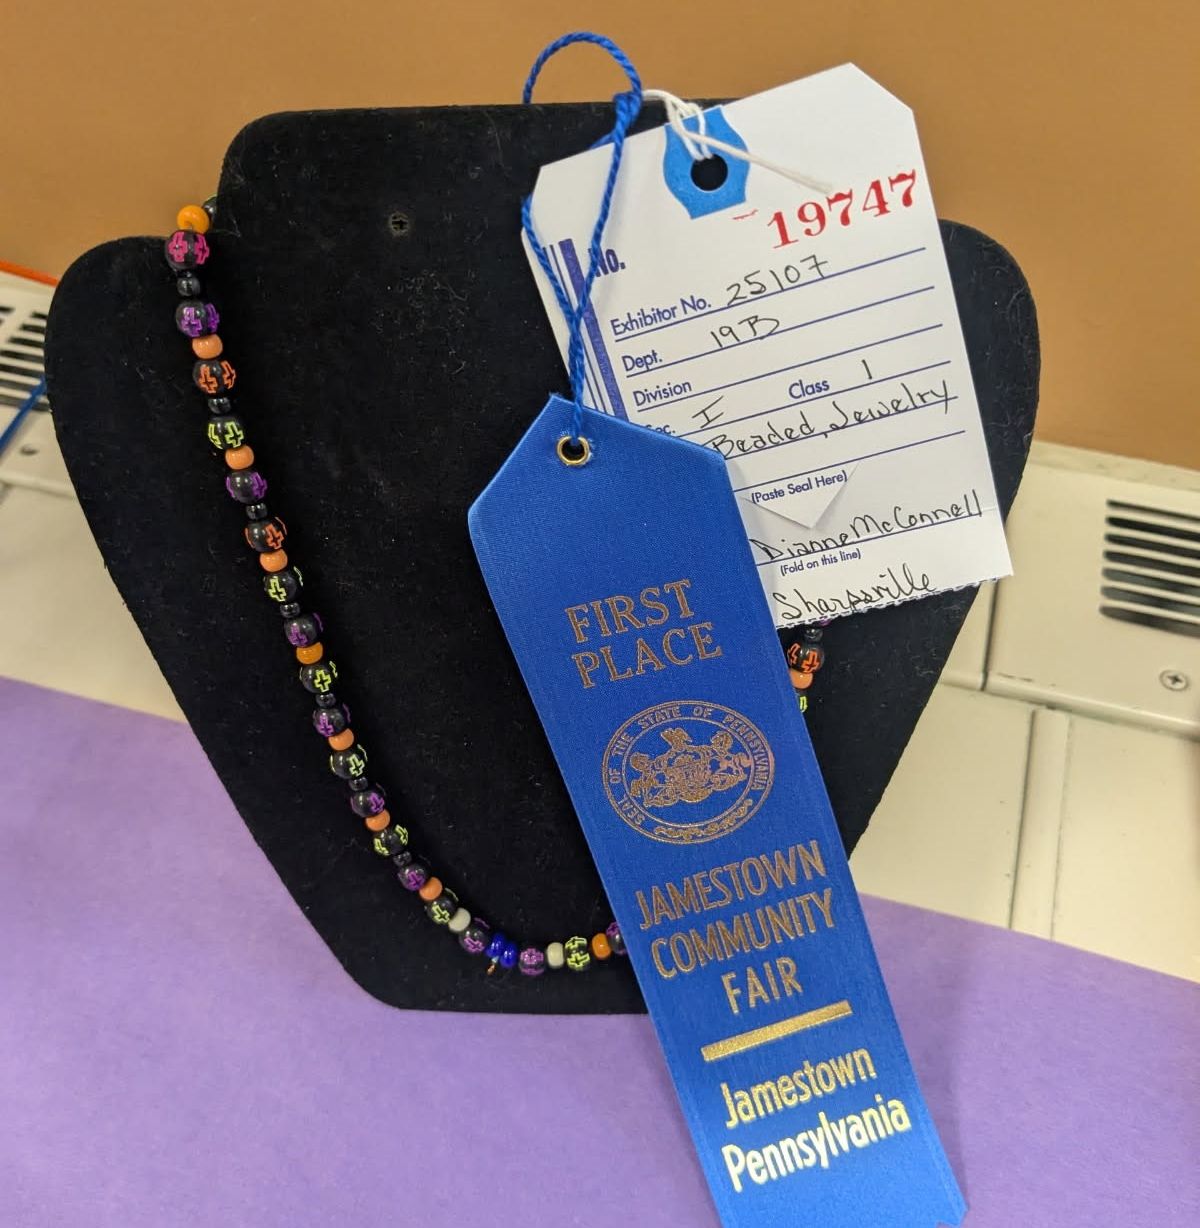 19747
No.
Exhibitor No. 25107
Dept. 19B
Division
Sec. I Class 1
Beaded, Jewelry
(Paste Seal Here)
Dianne McConnell
(Fold on this line)
Sharpsville
FIRST
PLACE
SEAL OF THE STATE OF PENNSYLVANIA
JAMESTOWN
COMMUNITY
FAIR
Jamestown
Pennsylvania